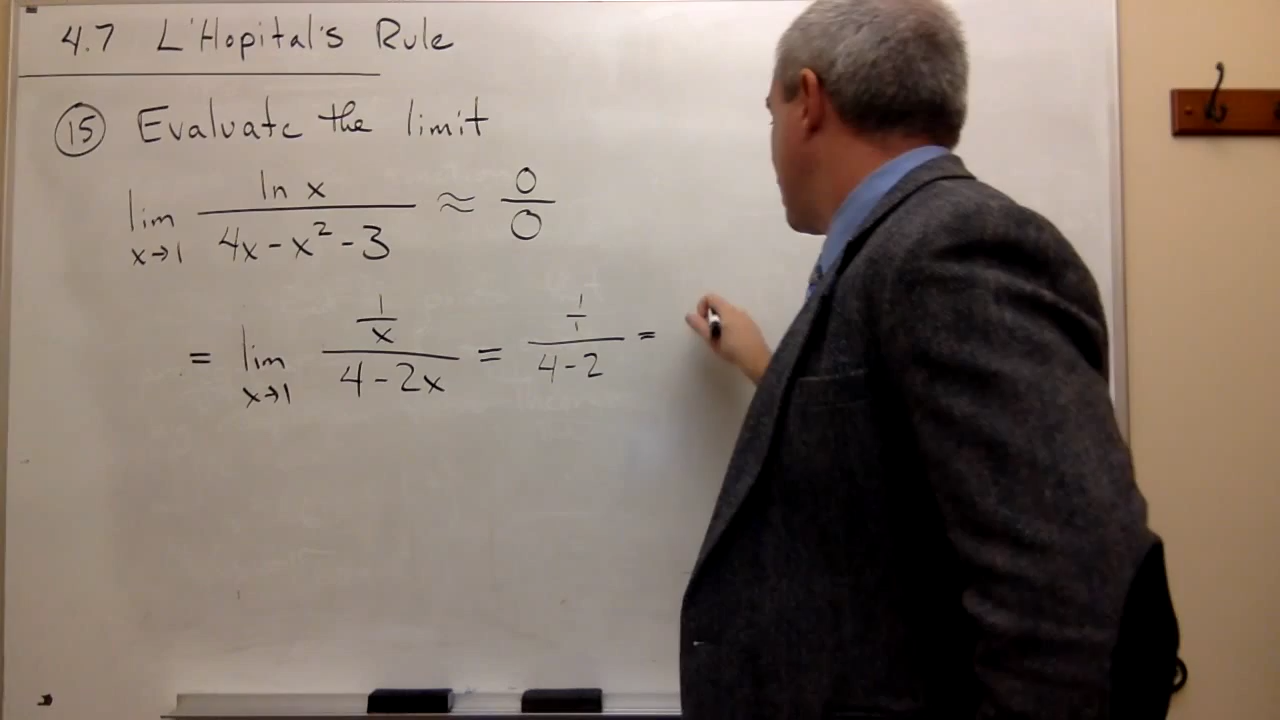 4.7 L'Hopital's Rule
15 Evaluate the limit
lim x→1 ln x / 4x - x² - 3 ≈ 0/0
= lim x→1 1/x / 4 - 2x = 1/1 / 4 - 2 =